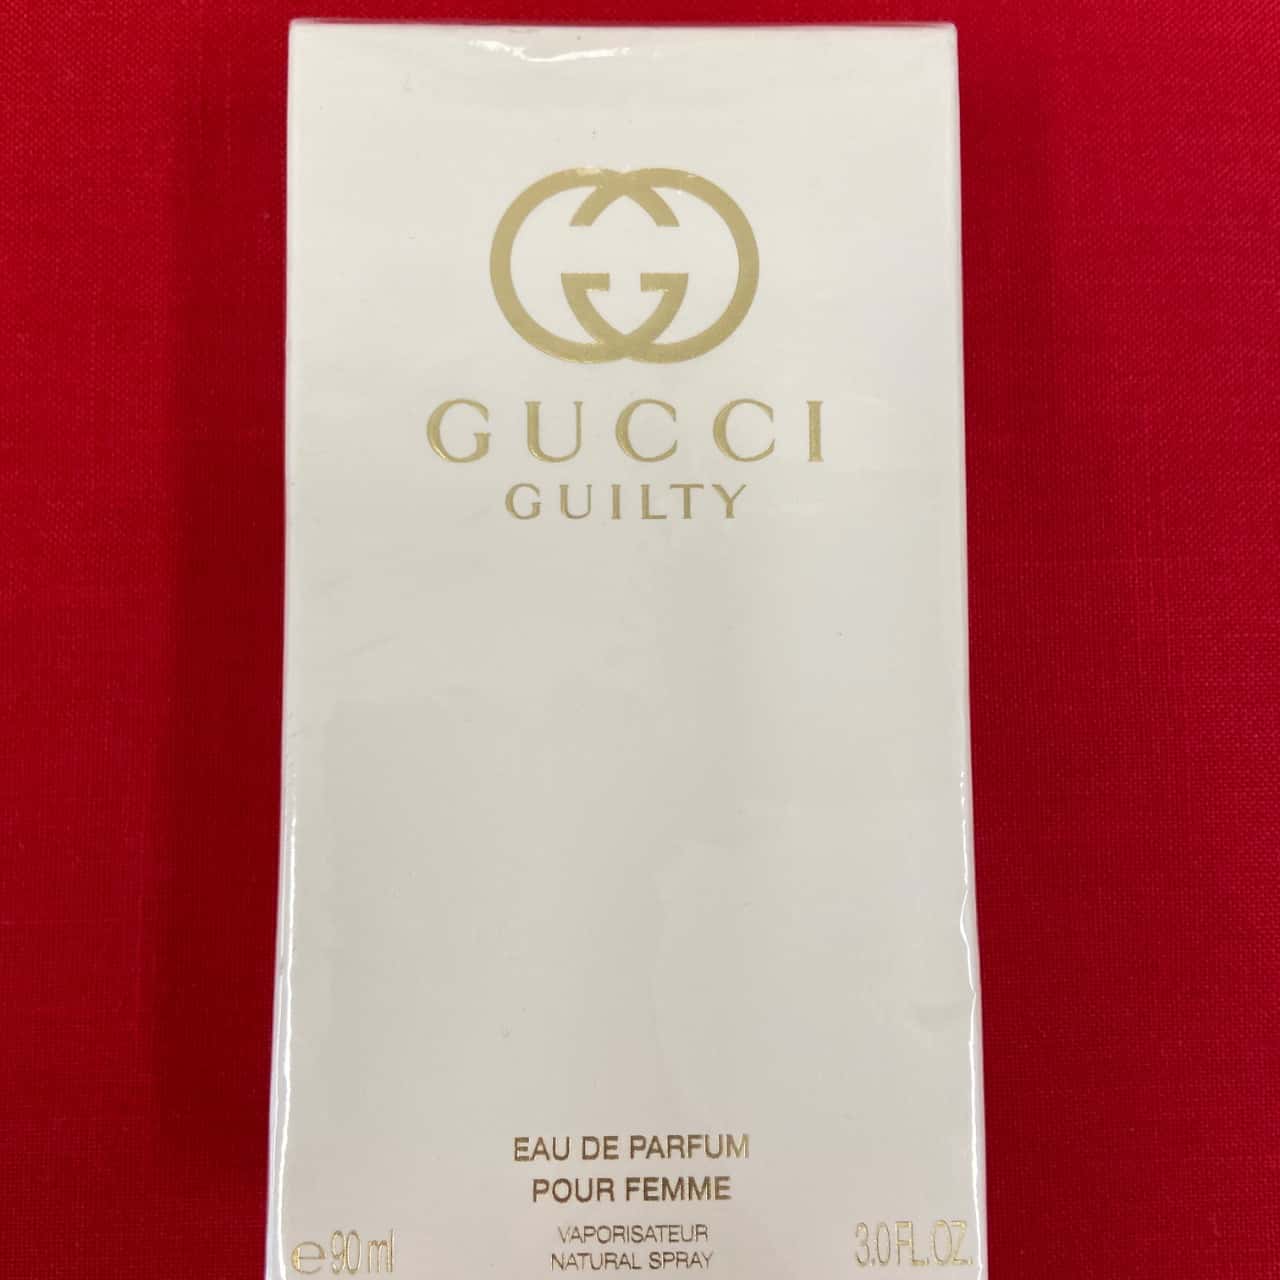 GUCCI
GUILTY
EAU DE PARFUM
POUR FEMME
VAPORISATEUR
NATURAL SPRAY
℮ 90 ml
3.0 FL.OZ.